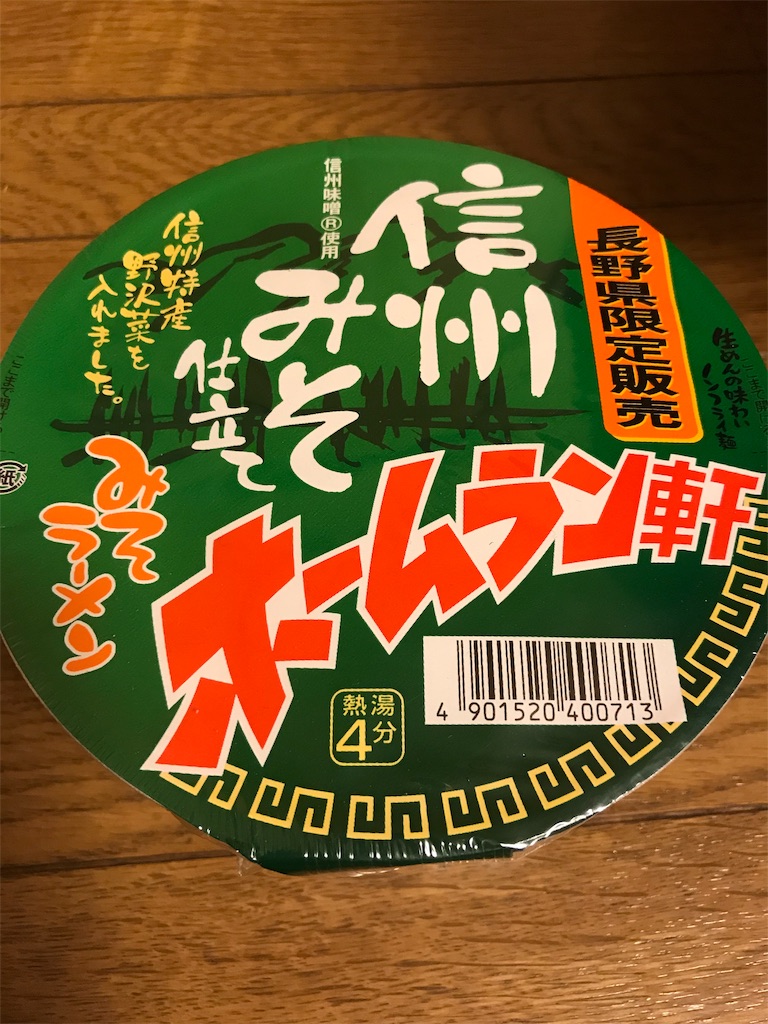 長野県限定販売
信州
みそ
仕立て
信州味噌®使用
信州特産
野沢菜を
入れました。
生めんの味わい
ノンフライ麺
ホームラン軒
みそ
ラーメン
熱湯
4分
4 901520 400713